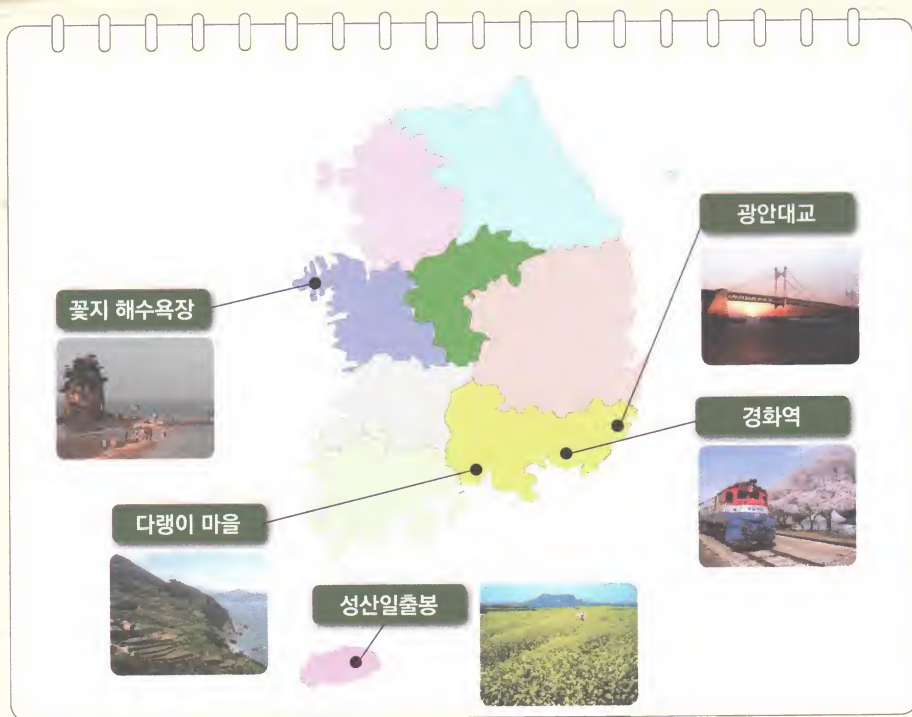 광안대교
꽃지 해수욕장
경화역
다랭이 마을
성산일출봉